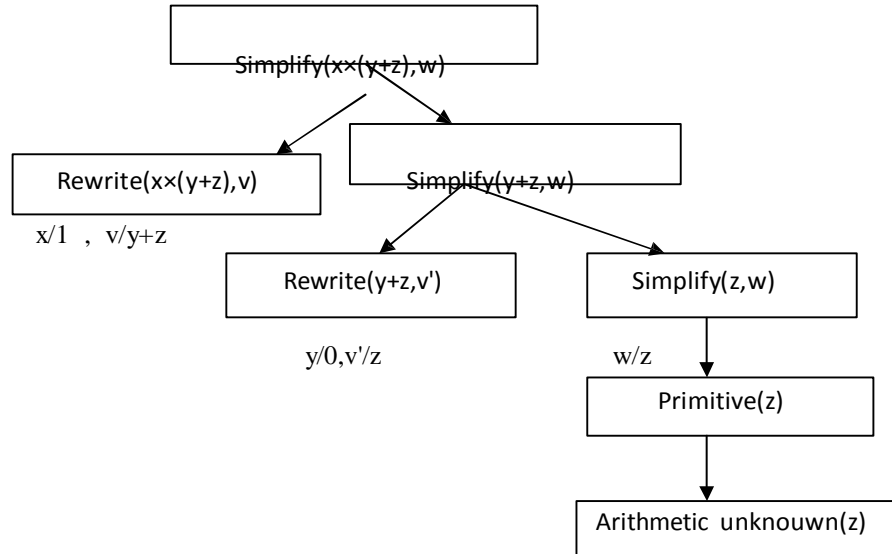 Simplify(x×(y+z),w)
Rewrite(x×(y+z),v)
Simplify(y+z,w)
x/1 , v/y+z
Rewrite(y+z,v')
Simplify(z,w)
y/0,v'/z
w/z
Primitive(z)
Arithmetic unknouwn(z)